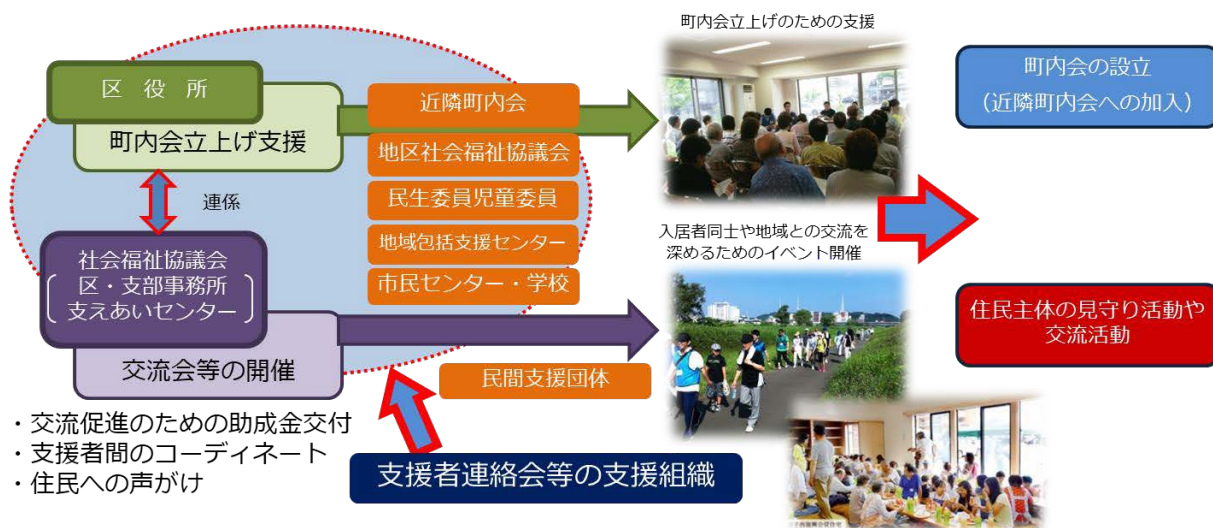 区 役 所
町内会立上げ支援
連係
社会福祉協議会
区・支部事務所
支えあいセンター
交流会等の開催
・交流促進のための助成金交付
・支援者間のコーディネート
・住民への声がけ
近隣町内会
地区社会福祉協議会
民生委員児童委員
地域包括支援センター
市民センター・学校
民間支援団体
支援者連絡会等の支援組織
町内会立上げのための支援
入居者同士や地域との交流を
深めるためのイベント開催
町内会の設立
(近隣町内会への加入)
住民主体の見守り活動や
交流活動